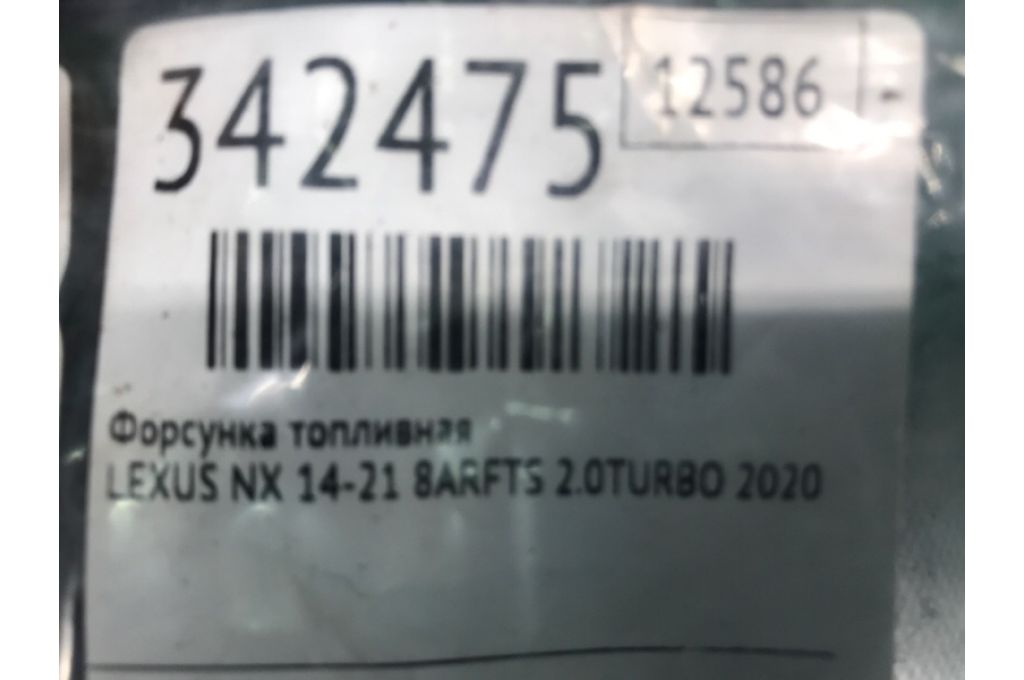 342475
12586 -
Форсунка топливная
LEXUS NX 14-21 8ARFTS 2.0TURBO 2020